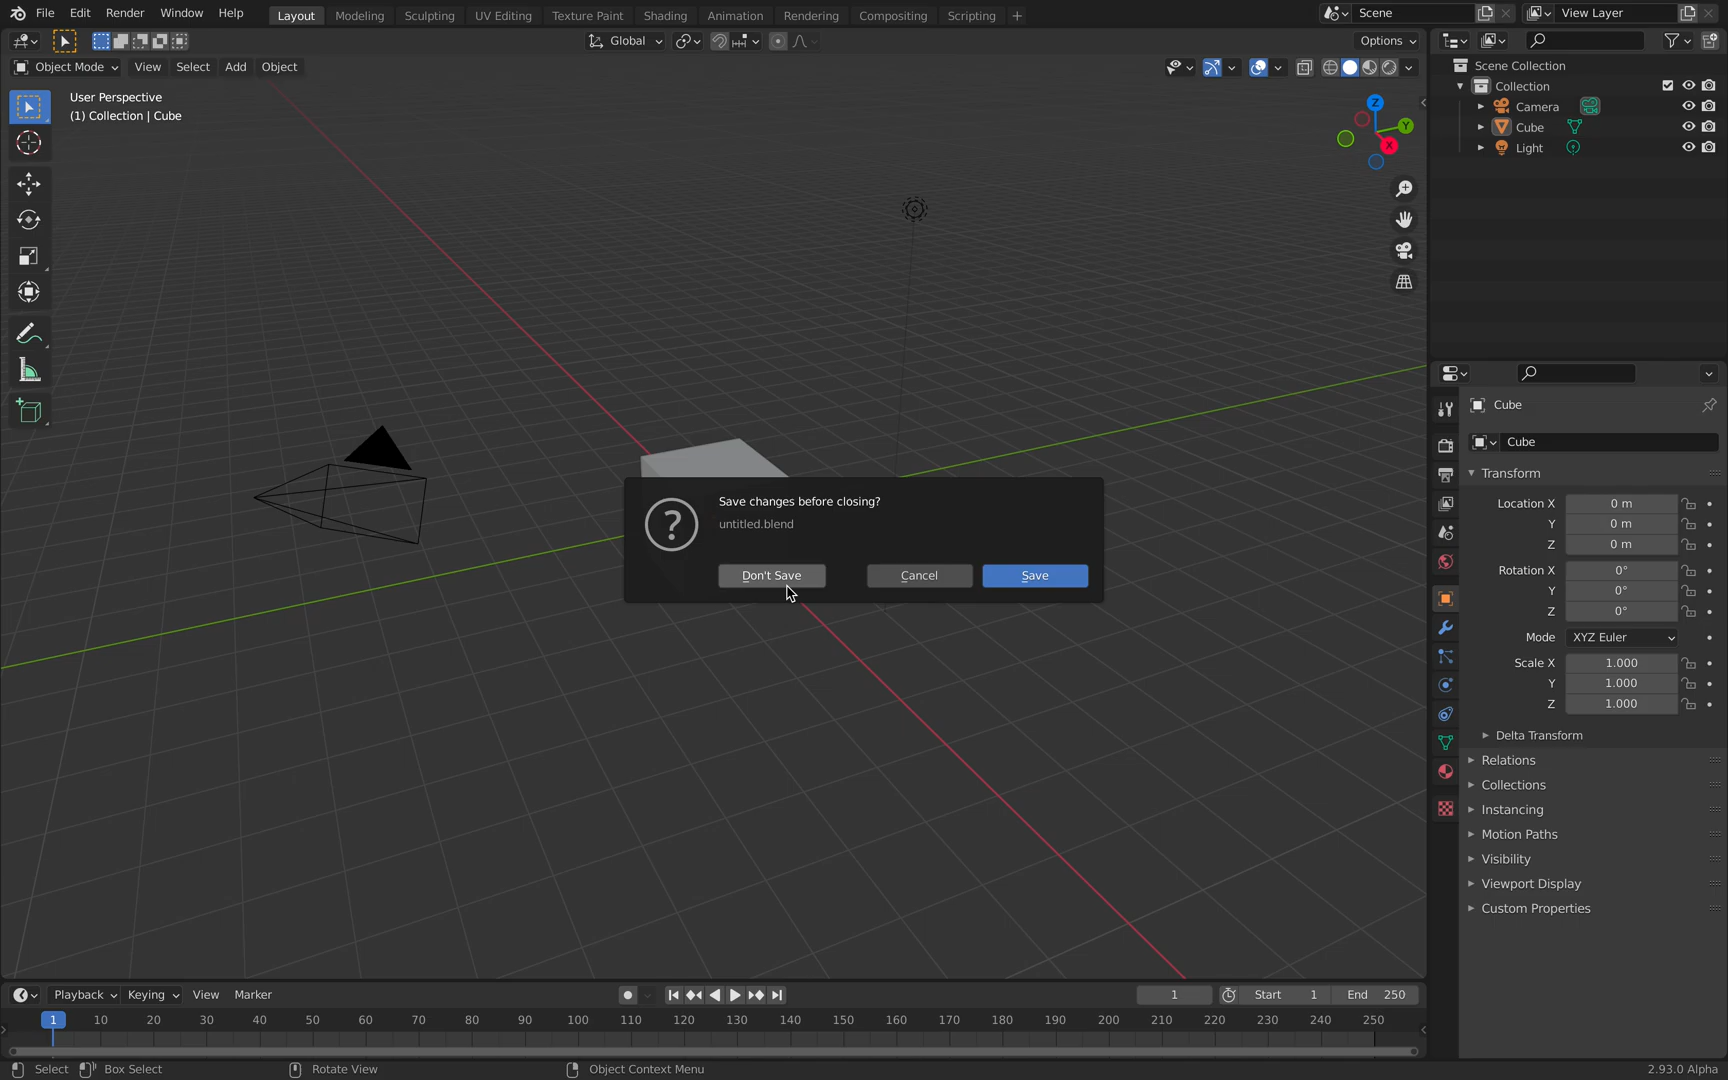 File Edit Render Window Help Layout Modeling Sculpting UV Editing Texture Paint Shading Animation Rendering Compositing Scripting + Scene View Layer
Global Options
Object Mode View Select Add Object
User Perspective
(1) Collection | Cube
Z
Y
X
Scene Collection
Collection
Camera
Cube
Light
Cube
Cube
Transform
Location X 0 m
Y 0 m
Z 0 m
Rotation X 0°
Y 0°
Z 0°
Mode XYZ Euler
Scale X 1.000
Y 1.000
Z 1.000
Delta Transform
Relations
Collections
Instancing
Motion Paths
Visibility
Viewport Display
Custom Properties
?
Save changes before closing?
untitled.blend
Don't Save Cancel Save
Playback Keying View Marker 1 Start 1 End 250
1 10 20 30 40 50 60 70 80 90 100 110 120 130 140 150 160 170 180 190 200 210 220 230 240 250
Select Box Select Rotate View Object Context Menu 2.93.0 Alpha